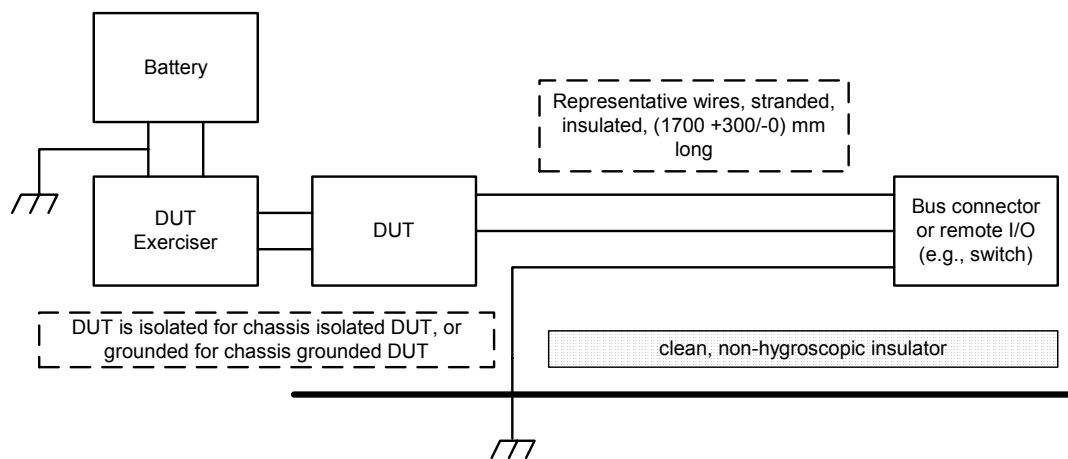 Battery
Representative wires, stranded,
insulated, (1700 +300/-0) mm
long
DUT
Exerciser
DUT
Bus connector
or remote I/O
(e.g., switch)
DUT is isolated for chassis isolated DUT, or
grounded for chassis grounded DUT
clean, non-hygroscopic insulator